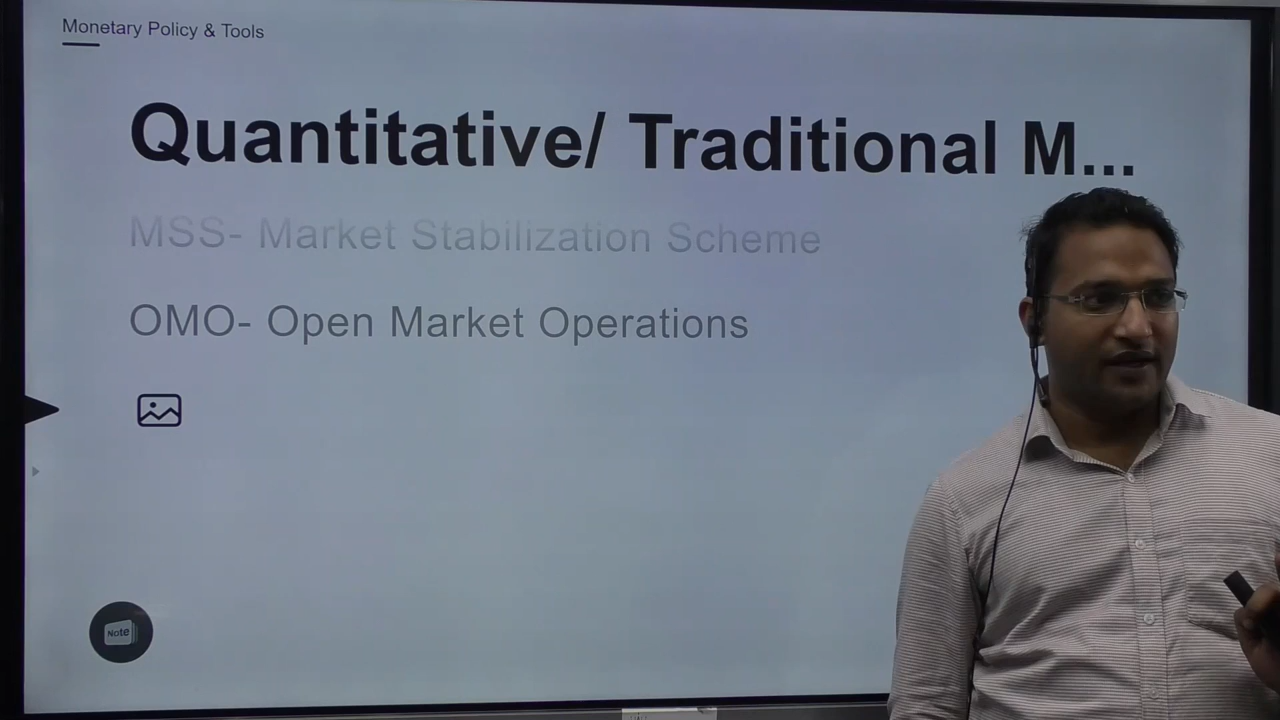 Monetary Policy & Tools
Quantitative/ Traditional M...
MSS- Market Stabilization Scheme
OMO- Open Market Operations
Note